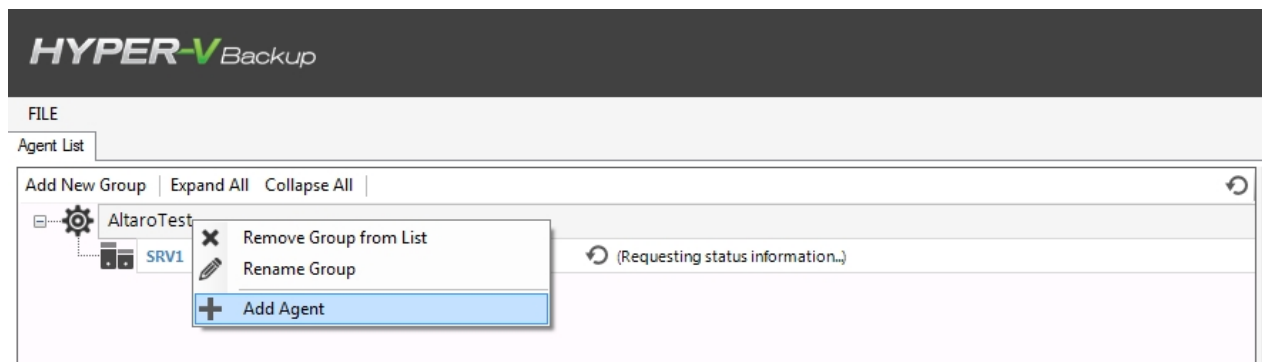 HYPER-V Backup
FILE
Agent List
Add New Group Expand All Collapse All
AltaroTest
Remove Group from List
SRV1 (Requesting status information...)
Rename Group
Add Agent